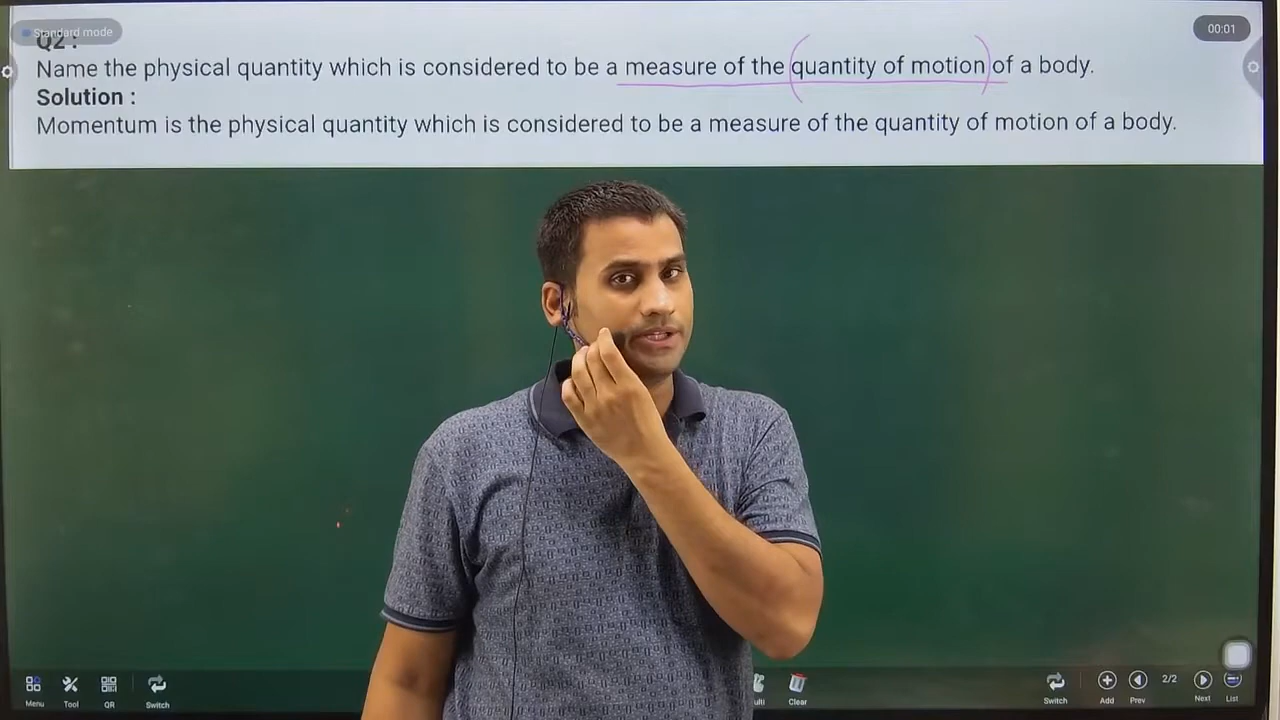 Standard mode
00:01
Q2 :
Name the physical quantity which is considered to be a measure of the quantity of motion of a body.
Solution :
Momentum is the physical quantity which is considered to be a measure of the quantity of motion of a body.
Menu
Tool
QR
Switch
Clear
Switch
Add
Prev
2/2
Next
List